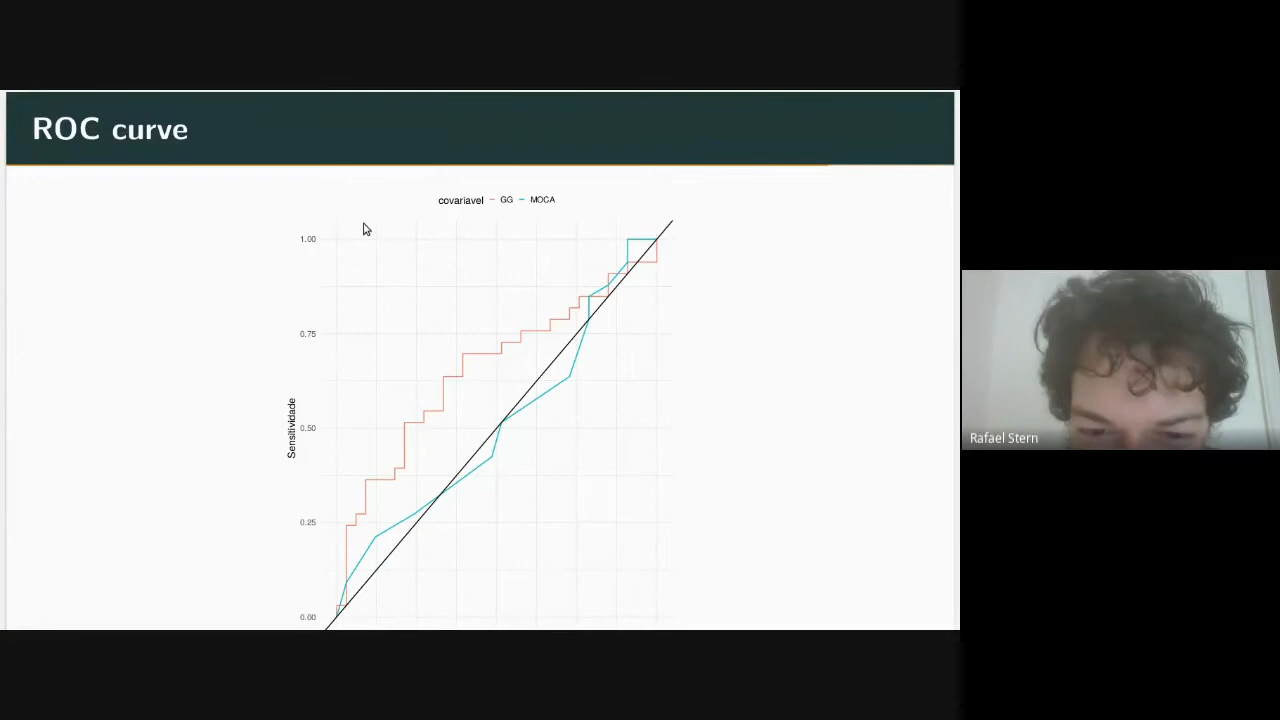 ROC curve
covariavel GG MOCA
1.00
0.75
Sensitividade
0.50
0.25
0.00
Rafael Stern